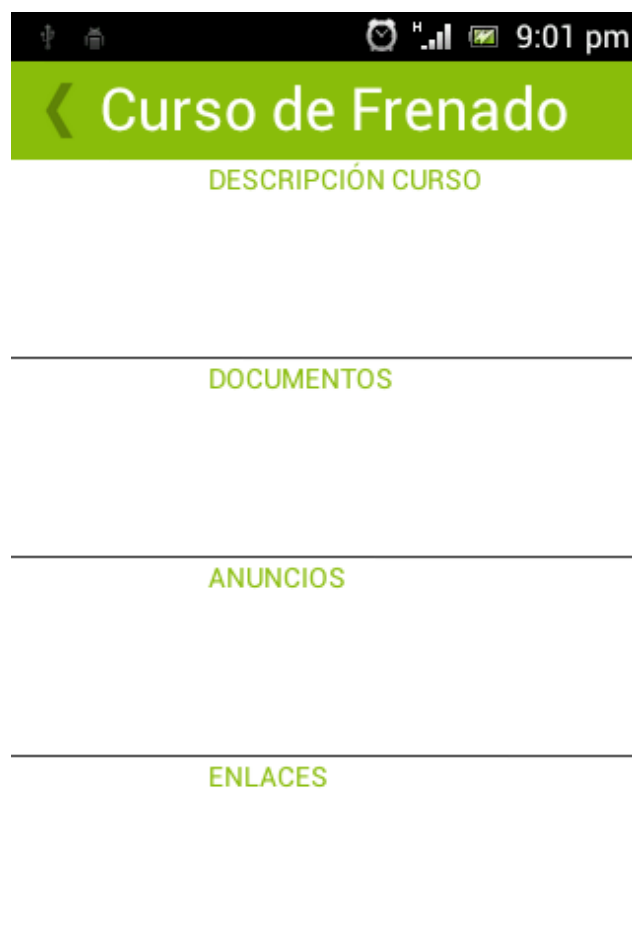 H 9:01 pm
Curso de Frenado
DESCRIPCIÓN CURSO
DOCUMENTOS
ANUNCIOS
ENLACES